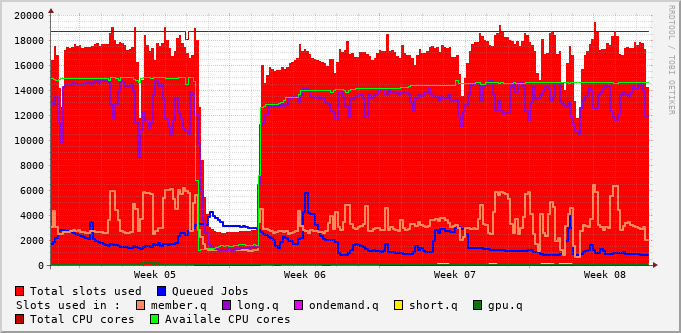 20000
18000
16000
14000
12000
10000
8000
6000
4000
2000
0
Week 05 Week 06 Week 07 Week 08
RRDTOOL / TOBI OETIKER
Total slots used Queued Jobs
Slots used in : member.q long.q ondemand.q short.q gpu.q
Total CPU cores Availale CPU cores